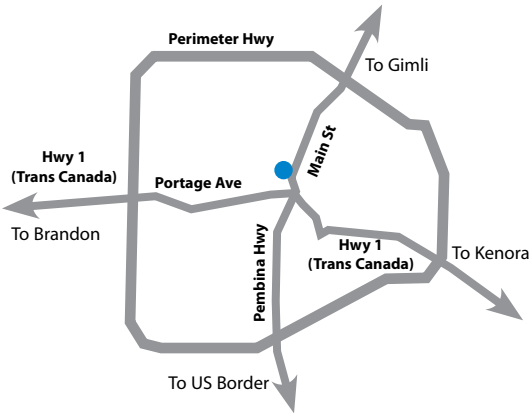 Perimeter Hwy
To Gimli
Main St
Hwy 1
(Trans Canada)
Portage Ave
To Brandon
Pembina Hwy
Hwy 1
(Trans Canada)
To Kenora
To US Border